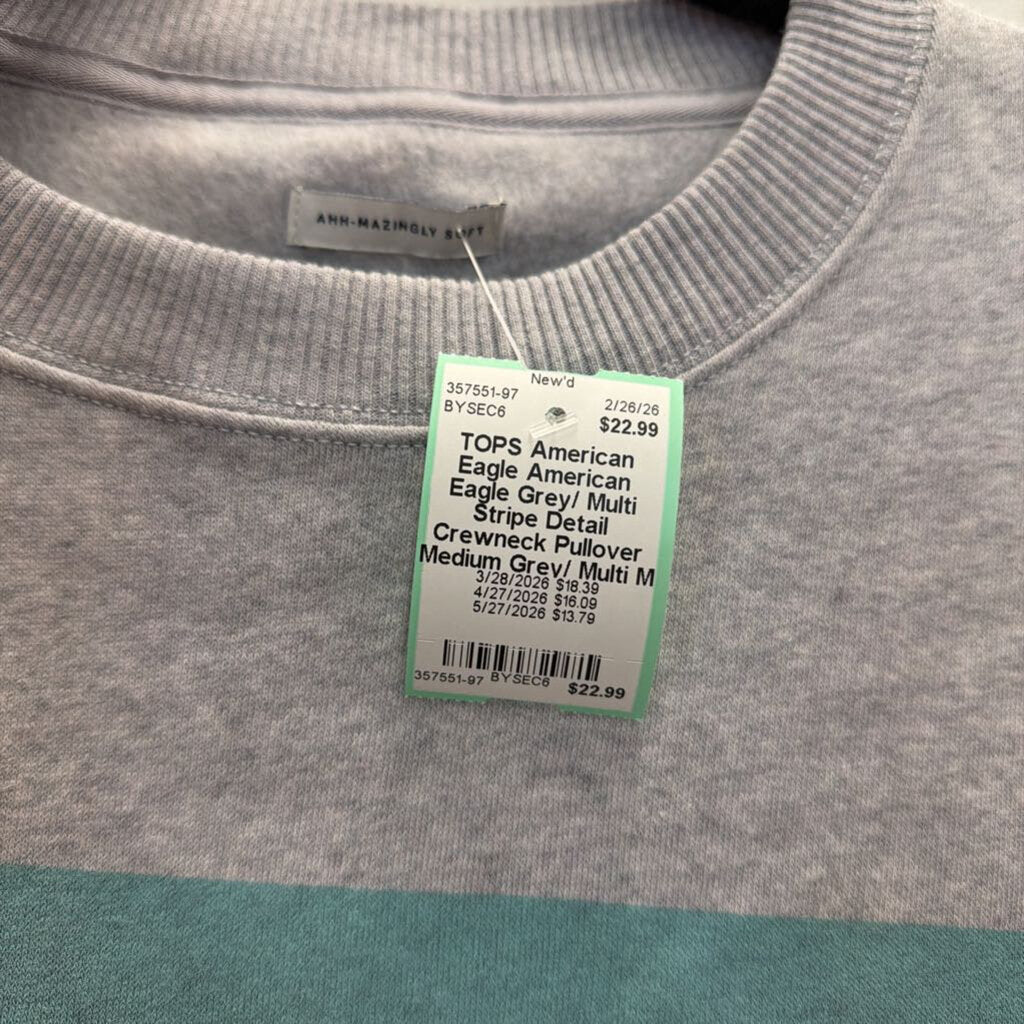 AHH-MAZINGLY SOFT
New'd
357551-97 2/26/26
BYSEC6 $22.99
TOPS American
Eagle American
Eagle Grey/ Multi
Stripe Detail
Crewneck Pullover
Medium Grey/ Multi M
3/28/2026 $18.39
4/27/2026 $16.09
5/27/2026 $13.79
357551-97 BYSEC6 $22.99